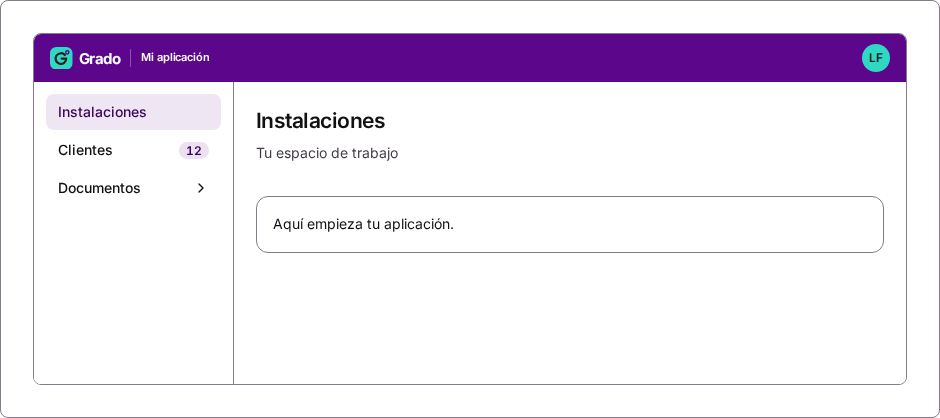 Grado
Mi aplicación
LF
Instalaciones
Clientes
12
Documentos
Instalaciones
Tu espacio de trabajo
Aquí empieza tu aplicación.